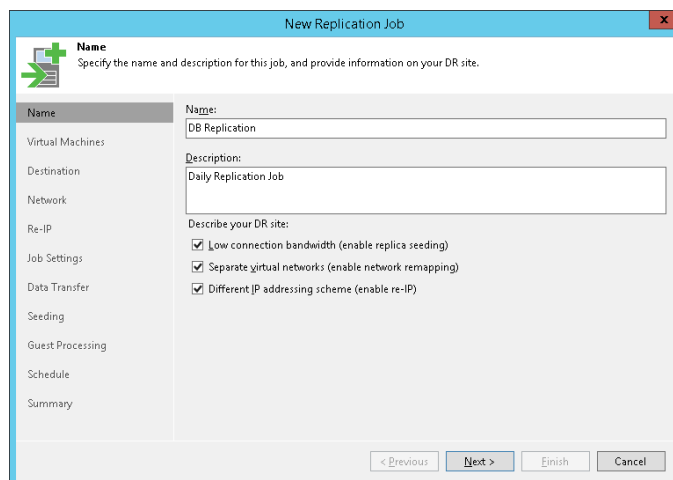 New Replication Job
x
Name
Specify the name and description for this job, and provide information on your DR site.
Name
Virtual Machines
Destination
Network
Re-IP
Job Settings
Data Transfer
Seeding
Guest Processing
Schedule
Summary
Name:
DB Replication
Description:
Daily Replication Job
Describe your DR site:
Low connection bandwidth (enable replica seeding)
Separate virtual networks (enable network remapping)
Different IP addressing scheme (enable re-IP)
< Previous
Next >
Finish
Cancel